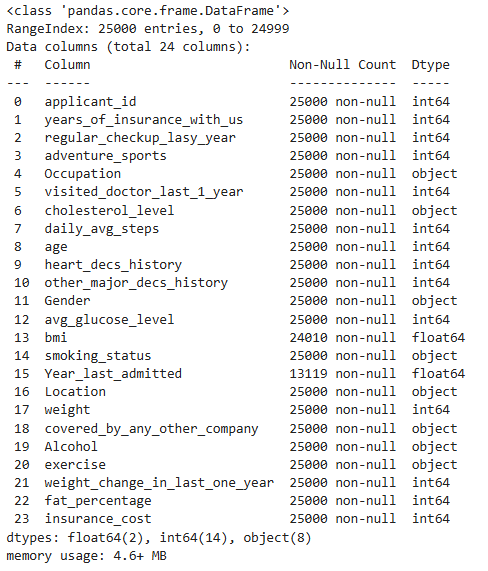 <class 'pandas.core.frame.DataFrame'>
RangeIndex: 25000 entries, 0 to 24999
Data columns (total 24 columns):
 #   Column                        Non-Null Count  Dtype
---  ------                        --------------  -----
 0   applicant_id                  25000 non-null  int64
 1   years_of_insurance_with_us    25000 non-null  int64
 2   regular_checkup_lasy_year     25000 non-null  int64
 3   adventure_sports              25000 non-null  int64
 4   Occupation                    25000 non-null  object
 5   visited_doctor_last_1_year    25000 non-null  int64
 6   cholesterol_level             25000 non-null  object
 7   daily_avg_steps               25000 non-null  int64
 8   age                           25000 non-null  int64
 9   heart_decs_history            25000 non-null  int64
 10  other_major_decs_history      25000 non-null  int64
 11  Gender                        25000 non-null  object
 12  avg_glucose_level             25000 non-null  int64
 13  bmi                           24010 non-null  float64
 14  smoking_status                25000 non-null  object
 15  Year_last_admitted            13119 non-null  float64
 16  Location                      25000 non-null  object
 17  weight                        25000 non-null  int64
 18  covered_by_any_other_company  25000 non-null  object
 19  Alcohol                       25000 non-null  object
 20  exercise                      25000 non-null  object
 21  weight_change_in_last_one_year  25000 non-null  int64
 22  fat_percentage                25000 non-null  int64
 23  insurance_cost                25000 non-null  int64
dtypes: float64(2), int64(14), object(8)
memory usage: 4.6+ MB